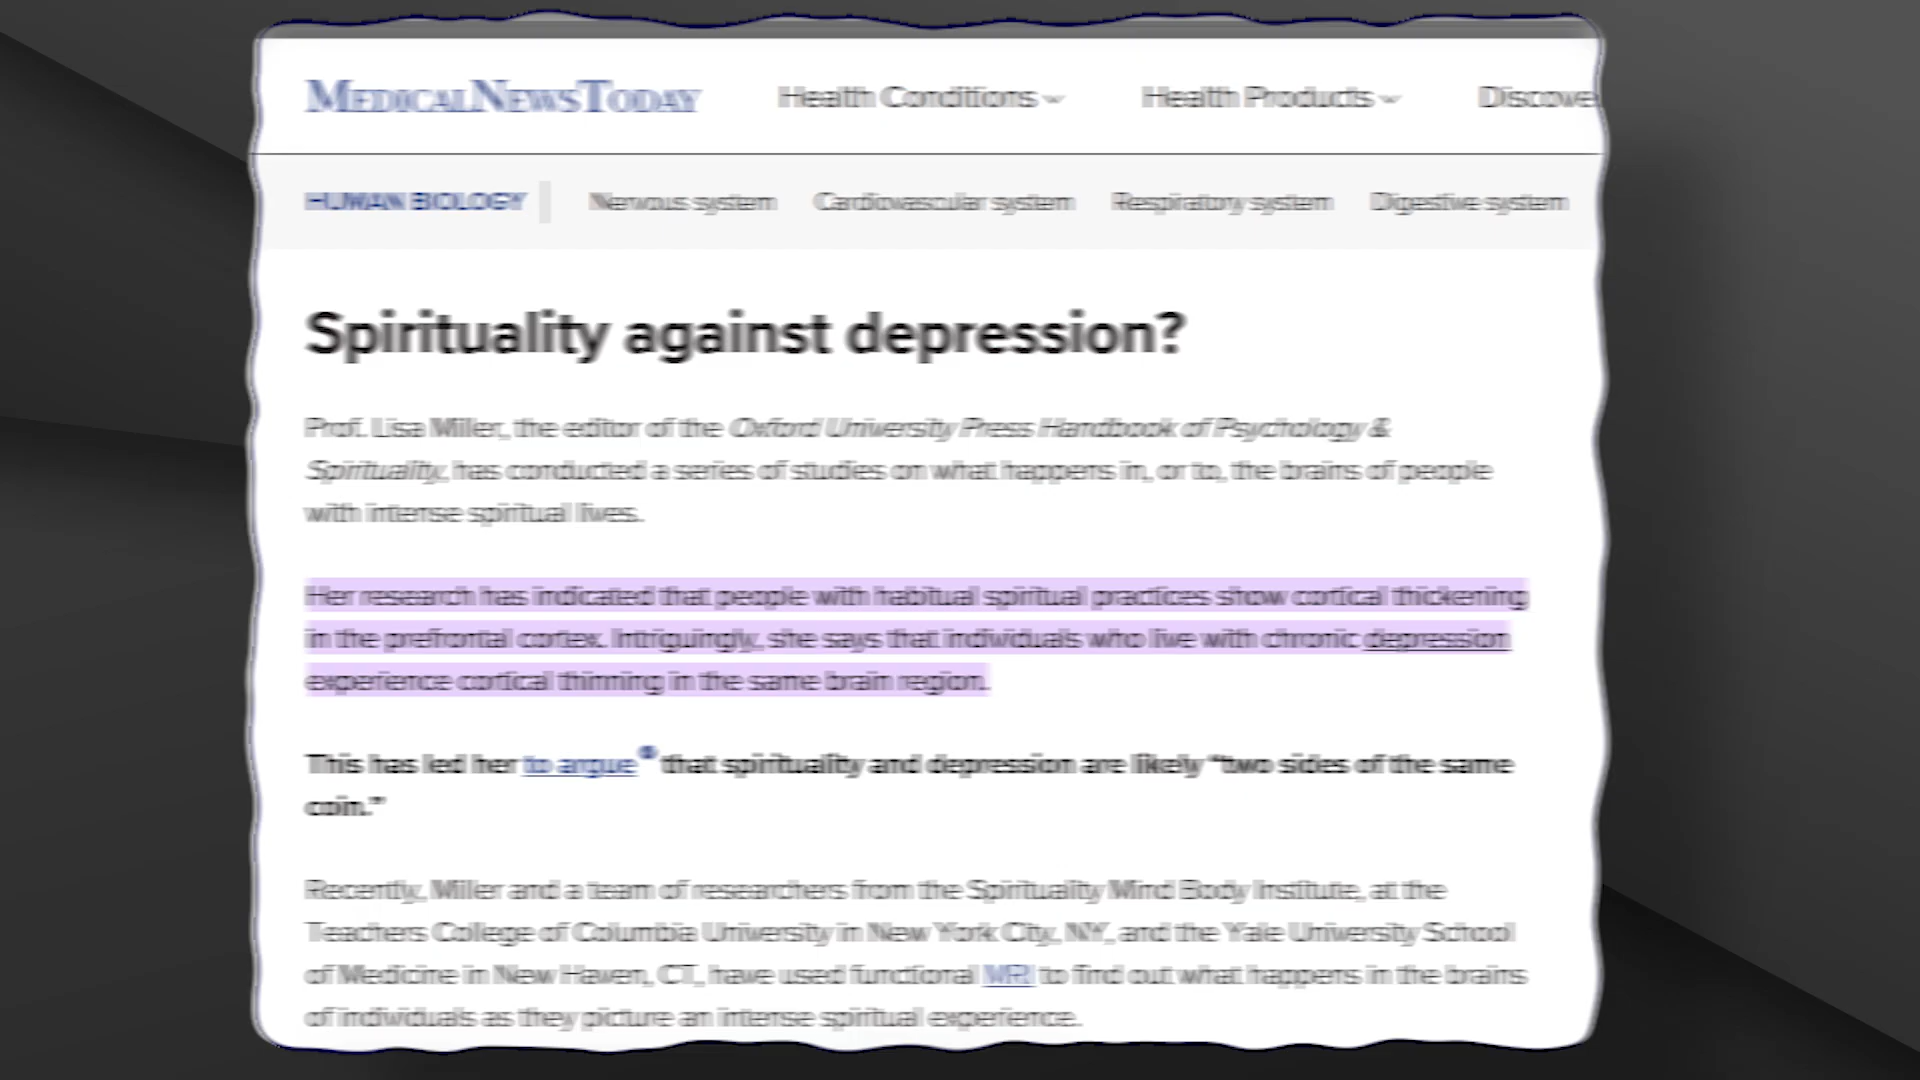 MEDICALNEWSTODAY Health Conditions Health Products Discove
HUMAN BIOLOGY Nervous system Cardiovascular system Respiratory system Digestive system
Spirituality against depression?
Prof. Lisa Miller, the editor of the Oxford University Press Handbook of Psychology &
Spirituality, has conducted a series of studies on what happens in, or to, the brains of people
with intense spiritual lives.
Her research has indicated that people with habitual spiritual practices show cortical thickening
in the prefrontal cortex. Intriguingly, she says that individuals who live with chronic depression
experience cortical thinning in the same brain region.
This has led her to argue that spirituality and depression are likely “two sides of the same
coin.”
Recently, Miller and a team of researchers from the Spirituality Mind Body Institute, at the
Teachers College of Columbia University in New York City, NY, and the Yale University School
of Medicine in New Haven, CT, have used functional MRI to find out what happens in the brains
of individuals as they picture an intense spiritual experience.